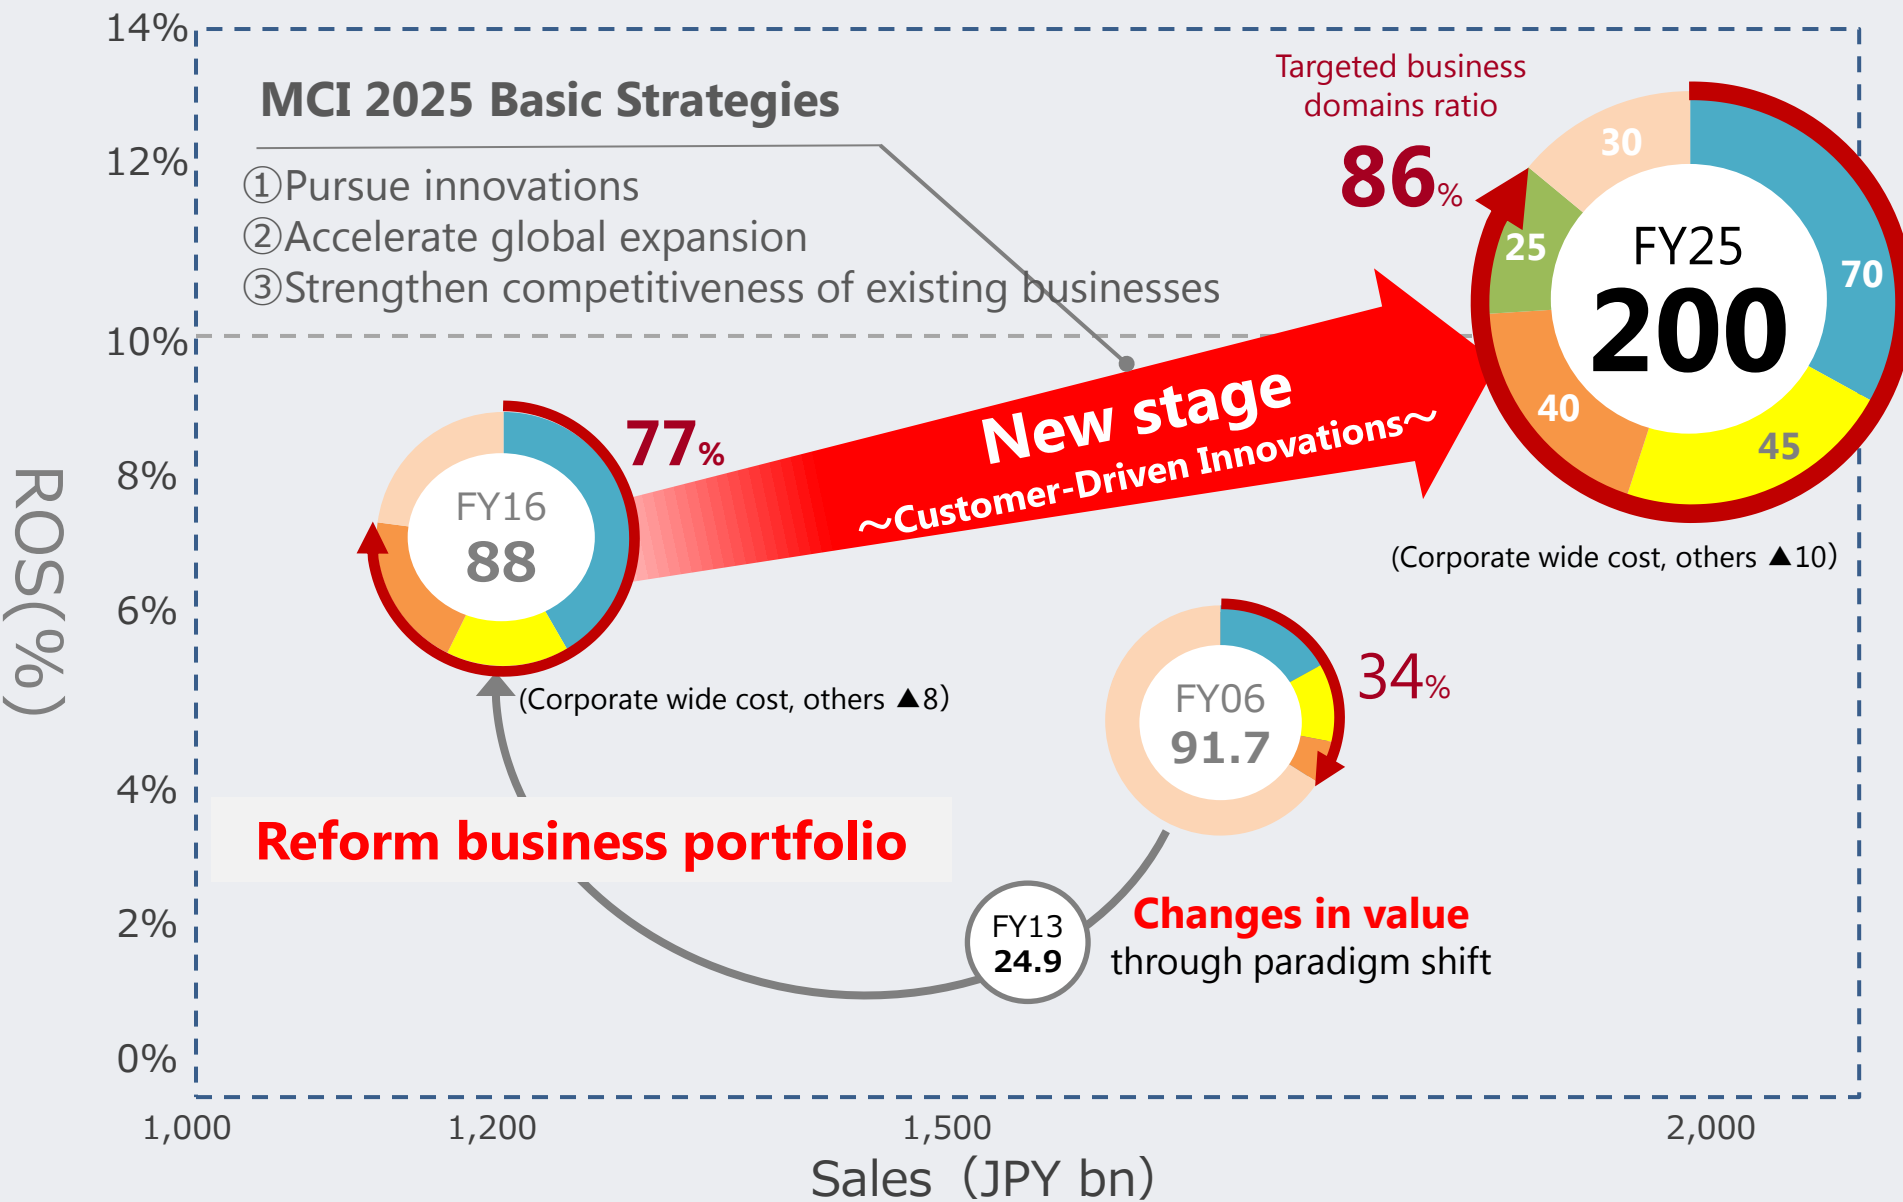 14%
12%
10%
8%
6%
4%
2%
0%
ROS(%)
MCI 2025 Basic Strategies
①Pursue innovations
②Accelerate global expansion
③Strengthen competitiveness of existing businesses
Targeted business
domains ratio
86%
30
25
70
40
45
FY25
200
(Corporate wide cost, others ▲10)
New stage
～Customer-Driven Innovations～
77%
FY16
88
(Corporate wide cost, others ▲8)
34%
FY06
91.7
Reform business portfolio
FY13
24.9
Changes in value
through paradigm shift
1,000
1,200
1,500
2,000
Sales（JPY bn）